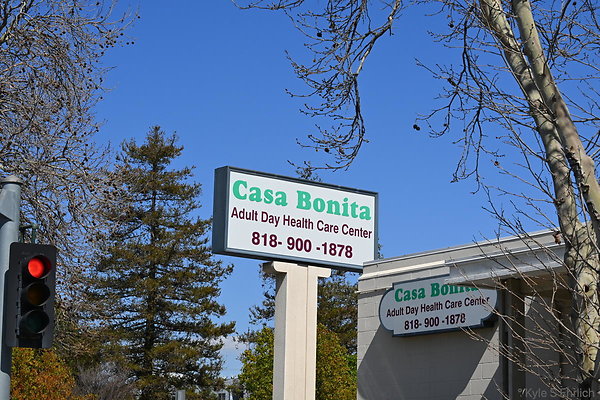 Casa Bonita
Adult Day Health Care Center
818- 900 -1878
Casa Bonita
Adult Day Health Care Center
818 - 900 -1878
Kyle S Ehrlich